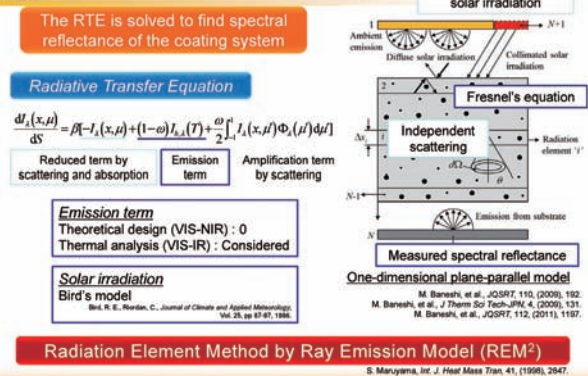 solar irradiation
The RTE is solved to find spectral
reflectance of the coating system
Radiative Transfer Equation
dI_λ(x,μ)/dS = β[-I_λ(x,μ)+(1-ω)I_{b,λ}(T)+ω/2∫_{-1}^{1} I_λ(x,μ')Φ_λ(μ')dμ']
Reduced term by
scattering and absorption
Emission
term
Amplification term
by scattering
Emission term
Theoretical design (VIS-NIR) : 0
Thermal analysis (VIS-IR) : Considered
Solar irradiation
Bird's model
Bird, R. E., Riordan, C., Journal of Climate and Applied Meteorology,
Vol. 25, pp 87-97, 1986.
1
N+1
Ambient
emission
Diffuse solar irradiation
Collimated
solar
irradiation
2
Fresnel's equation
Independent
scattering
Δx_i
i
Radiation
element 'i'
dΩ
θ
N-1
Emission from substrate
N
Measured spectral reflectance
One-dimensional plane-parallel model
M. Baneshi, et al., JQSRT, 110, (2009), 192.
M. Baneshi, et al., J Therm Sci Tech-JPN, 4, (2009), 131.
M. Baneshi, et al., JQSRT, 112, (2011), 1197.
Radiation Element Method by Ray Emission Model (REM²)
S. Maruyama, Int. J. Heat Mass Tran, 41, (1998), 2647.